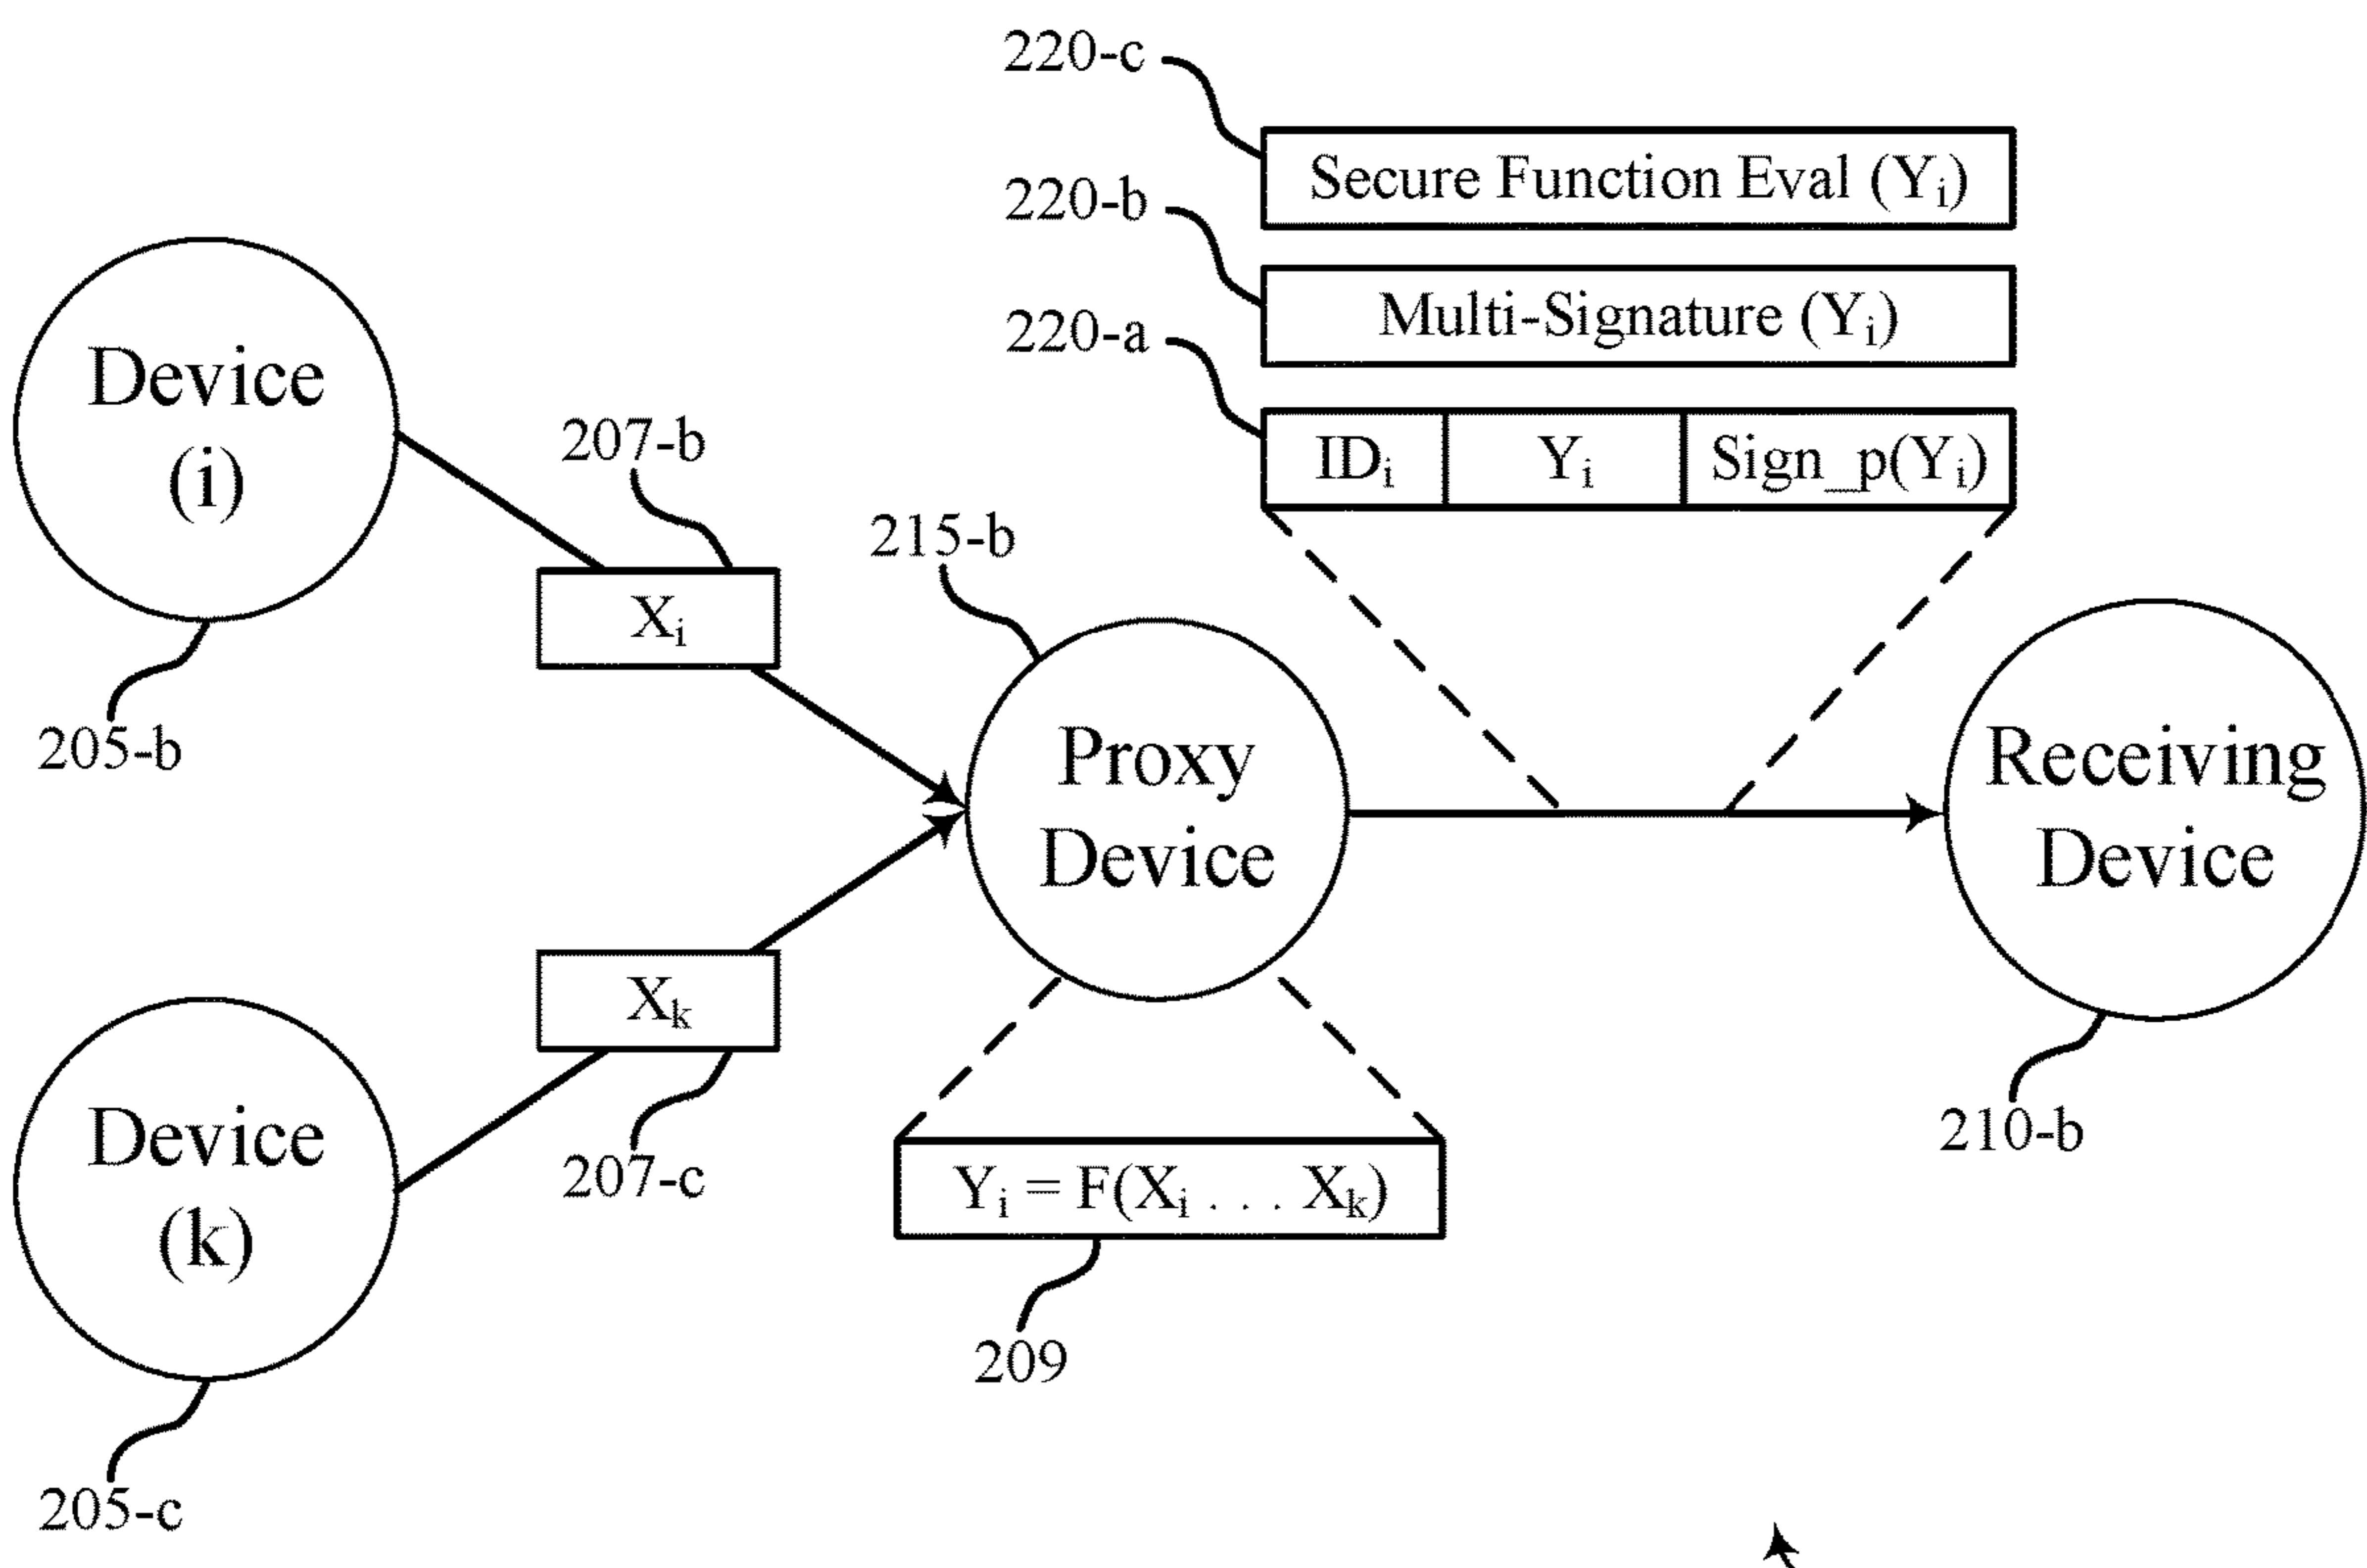 220-c
Secure Function Eval (Yᵢ)
220-b
Multi-Signature (Yᵢ)
220-a
IDᵢ
Yᵢ
Sign_p(Yᵢ)
Device
(i)
207-b
215-b
Xᵢ
205-b
Proxy
Device
Receiving
Device
Xₖ
Device
(k)
207-c
210-b
Yᵢ = F(Xᵢ . . . Xₖ)
209
205-c